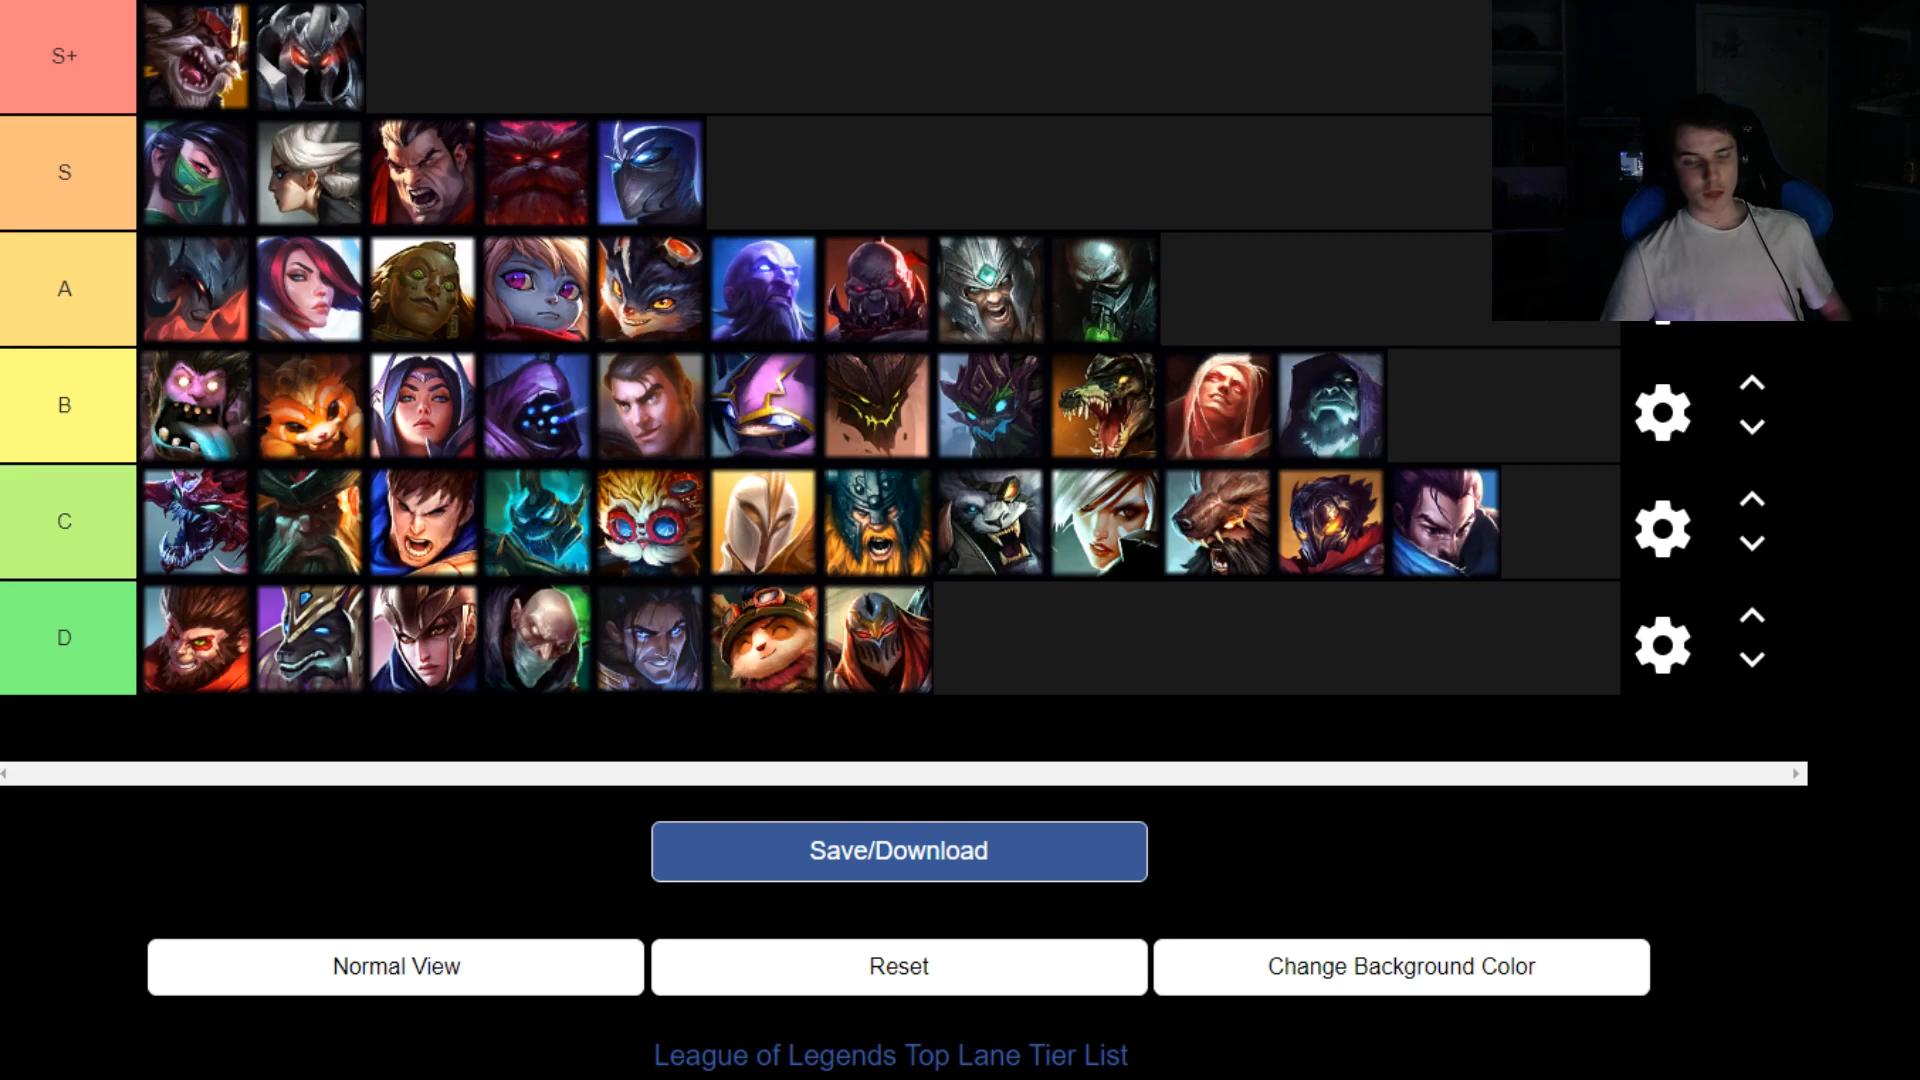 S+
S
A
B
C
D
Save/Download
Normal View
Reset
Change Background Color
League of Legends Top Lane Tier List